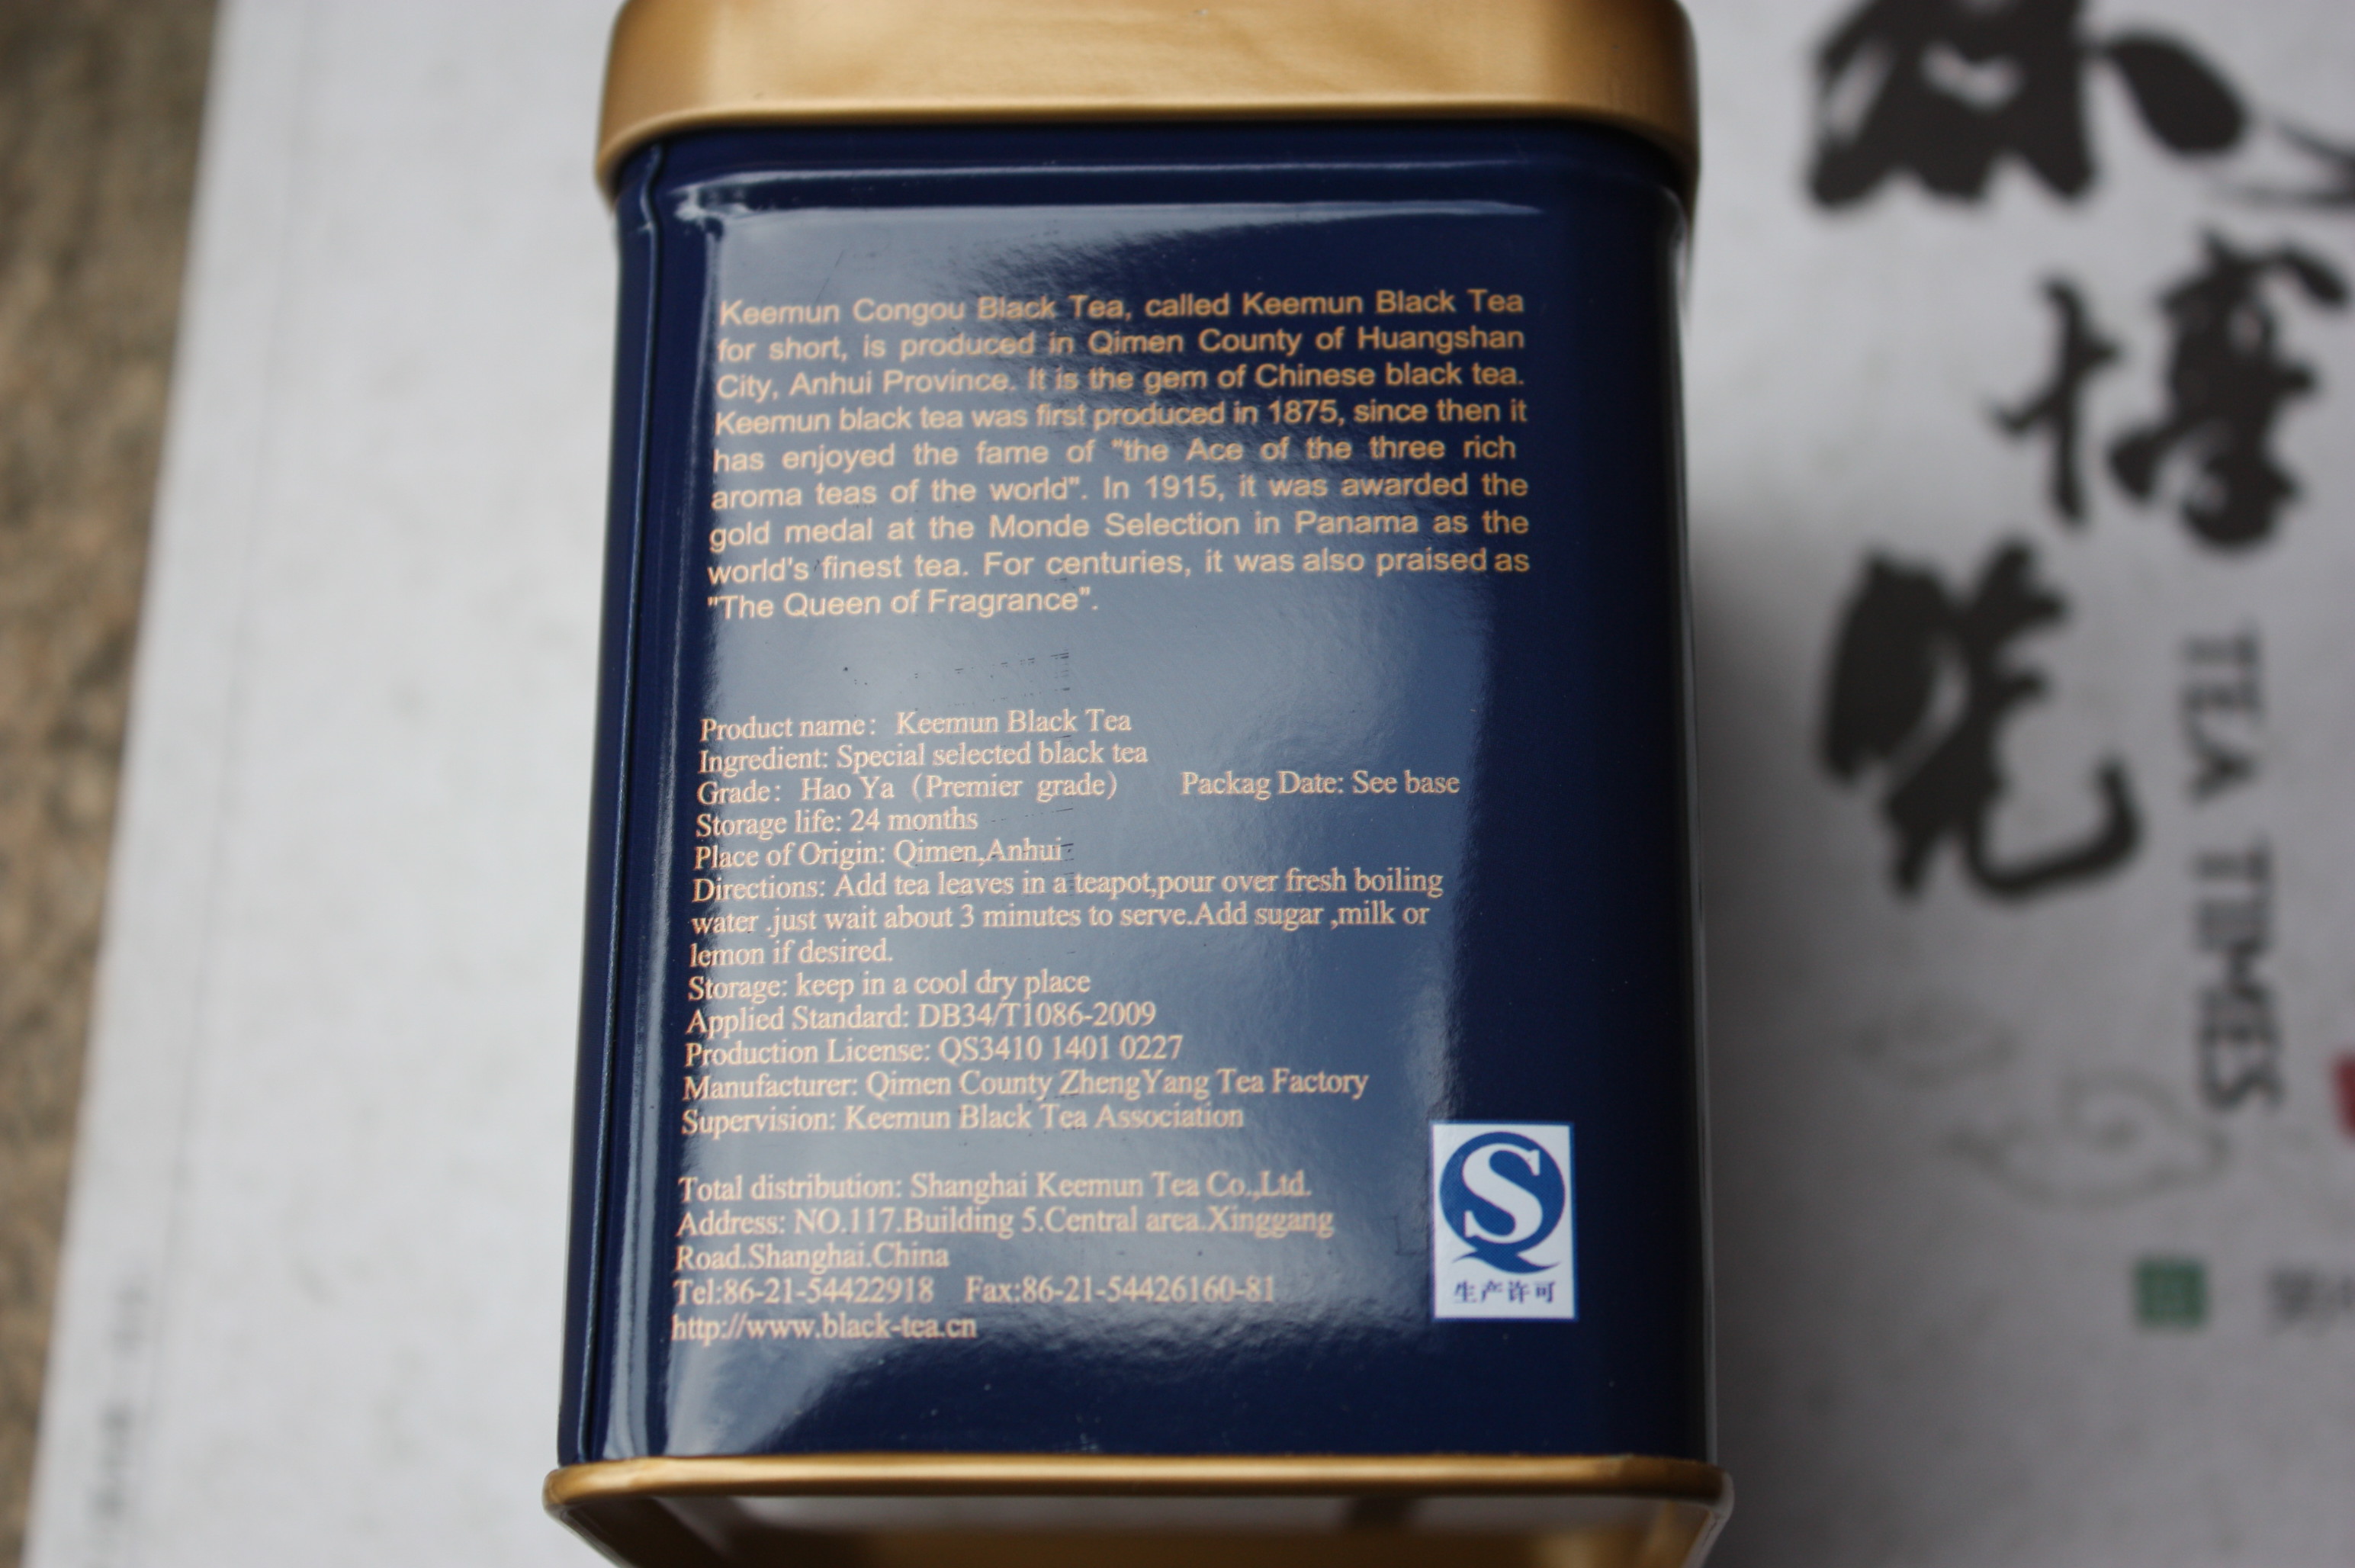 Keemun Congou Black Tea, called Keemun Black Tea
for short, is produced in Qimen County of Huangshan
City, Anhui Province. It is the gem of Chinese black tea.
Keemun black tea was first produced in 1875, since then it
has enjoyed the fame of "the Ace of the three rich
aroma teas of the world". In 1915, it was awarded the
gold medal at the Monde Selection in Panama as the
world's finest tea. For centuries, it was also praised as
"The Queen of Fragrance".
Product name: Keemun Black Tea
Ingredient: Special selected black tea
Grade: Hao Ya (Premier grade) Packag Date: See base
Storage life: 24 months
Place of Origin: Qimen,Anhui
Directions: Add tea leaves in a teapot,pour over fresh boiling
water .just wait about 3 minutes to serve.Add sugar ,milk or
lemon if desired.
Storage: keep in a cool dry place
Applied Standard: DB34/T1086-2009
Production License: QS3410 1401 0227
Manufacturer: Qimen County ZhengYang Tea Factory
Supervision: Keemun Black Tea Association
Total distribution: Shanghai Keemun Tea Co.,Ltd.
Address: NO.117.Building 5.Central area.Xinggang
Road.Shanghai.China
Tel:86-21-54422918 Fax:86-21-54426160-81
http://www.black-tea.cn
QS
生产许可
TEA TIMES